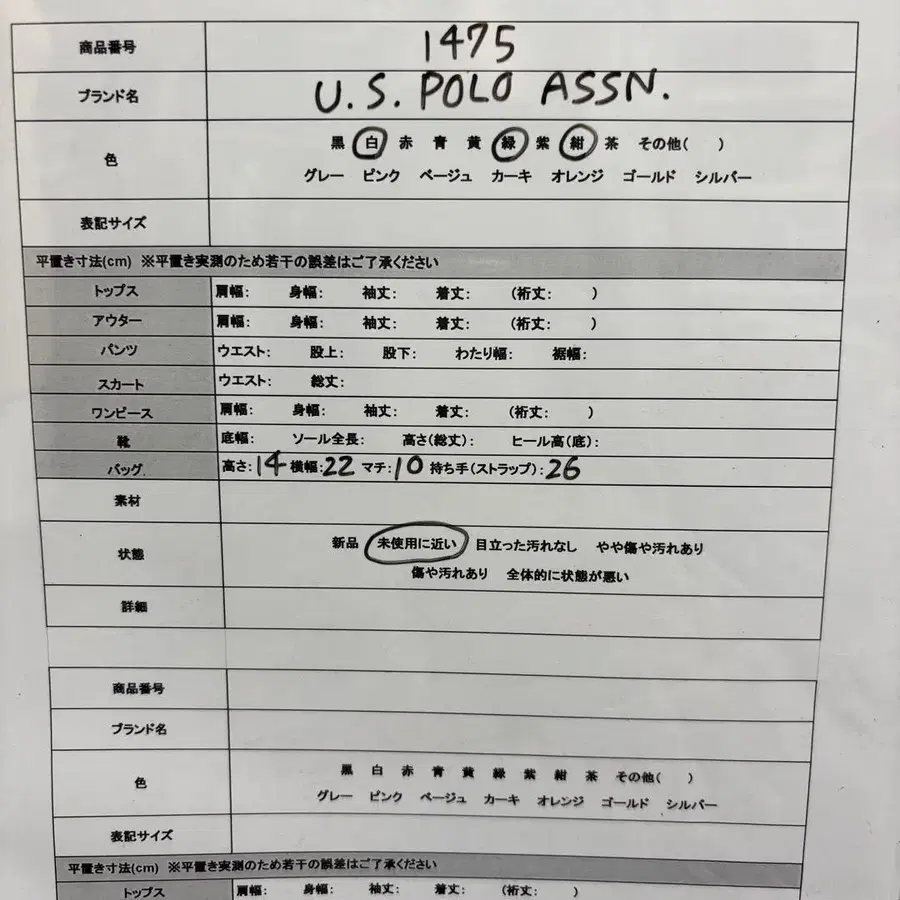 商品番号 1475
ブランド名 U.S. POLO ASSN.
色 黒 白 赤 青 黄 緑 紫 紺 茶 その他( )
グレー ピンク ベージュ カーキ オレンジ ゴールド シルバー
表記サイズ
平置き寸法(cm) ※平置き実測のため若干の誤差はご了承ください
トップス 肩幅: 身幅: 袖丈: 着丈: (裄丈: )
アウター 肩幅: 身幅: 袖丈: 着丈: (裄丈: )
パンツ ウエスト: 股上: 股下: わたり幅: 裾幅:
スカート ウエスト: 総丈:
ワンピース 肩幅: 身幅: 袖丈: 着丈: (裄丈: )
靴 底幅: ソール全長: 高さ(総丈): ヒール高(底):
バッグ 高さ:14 横幅:22 マチ:10 持ち手(ストラップ):26
素材
状態 新品 未使用に近い 目立った汚れなし やや傷や汚れあり
傷や汚れあり 全体的に状態が悪い
詳細
商品番号
ブランド名
色 黒 白 赤 青 黄 緑 紫 紺 茶 その他( )
グレー ピンク ベージュ カーキ オレンジ ゴールド シルバー
表記サイズ
平置き寸法(cm) ※平置き実測のため若干の誤差はご了承ください
トップス 肩幅: 身幅: 袖丈: 着丈: (裄丈: )